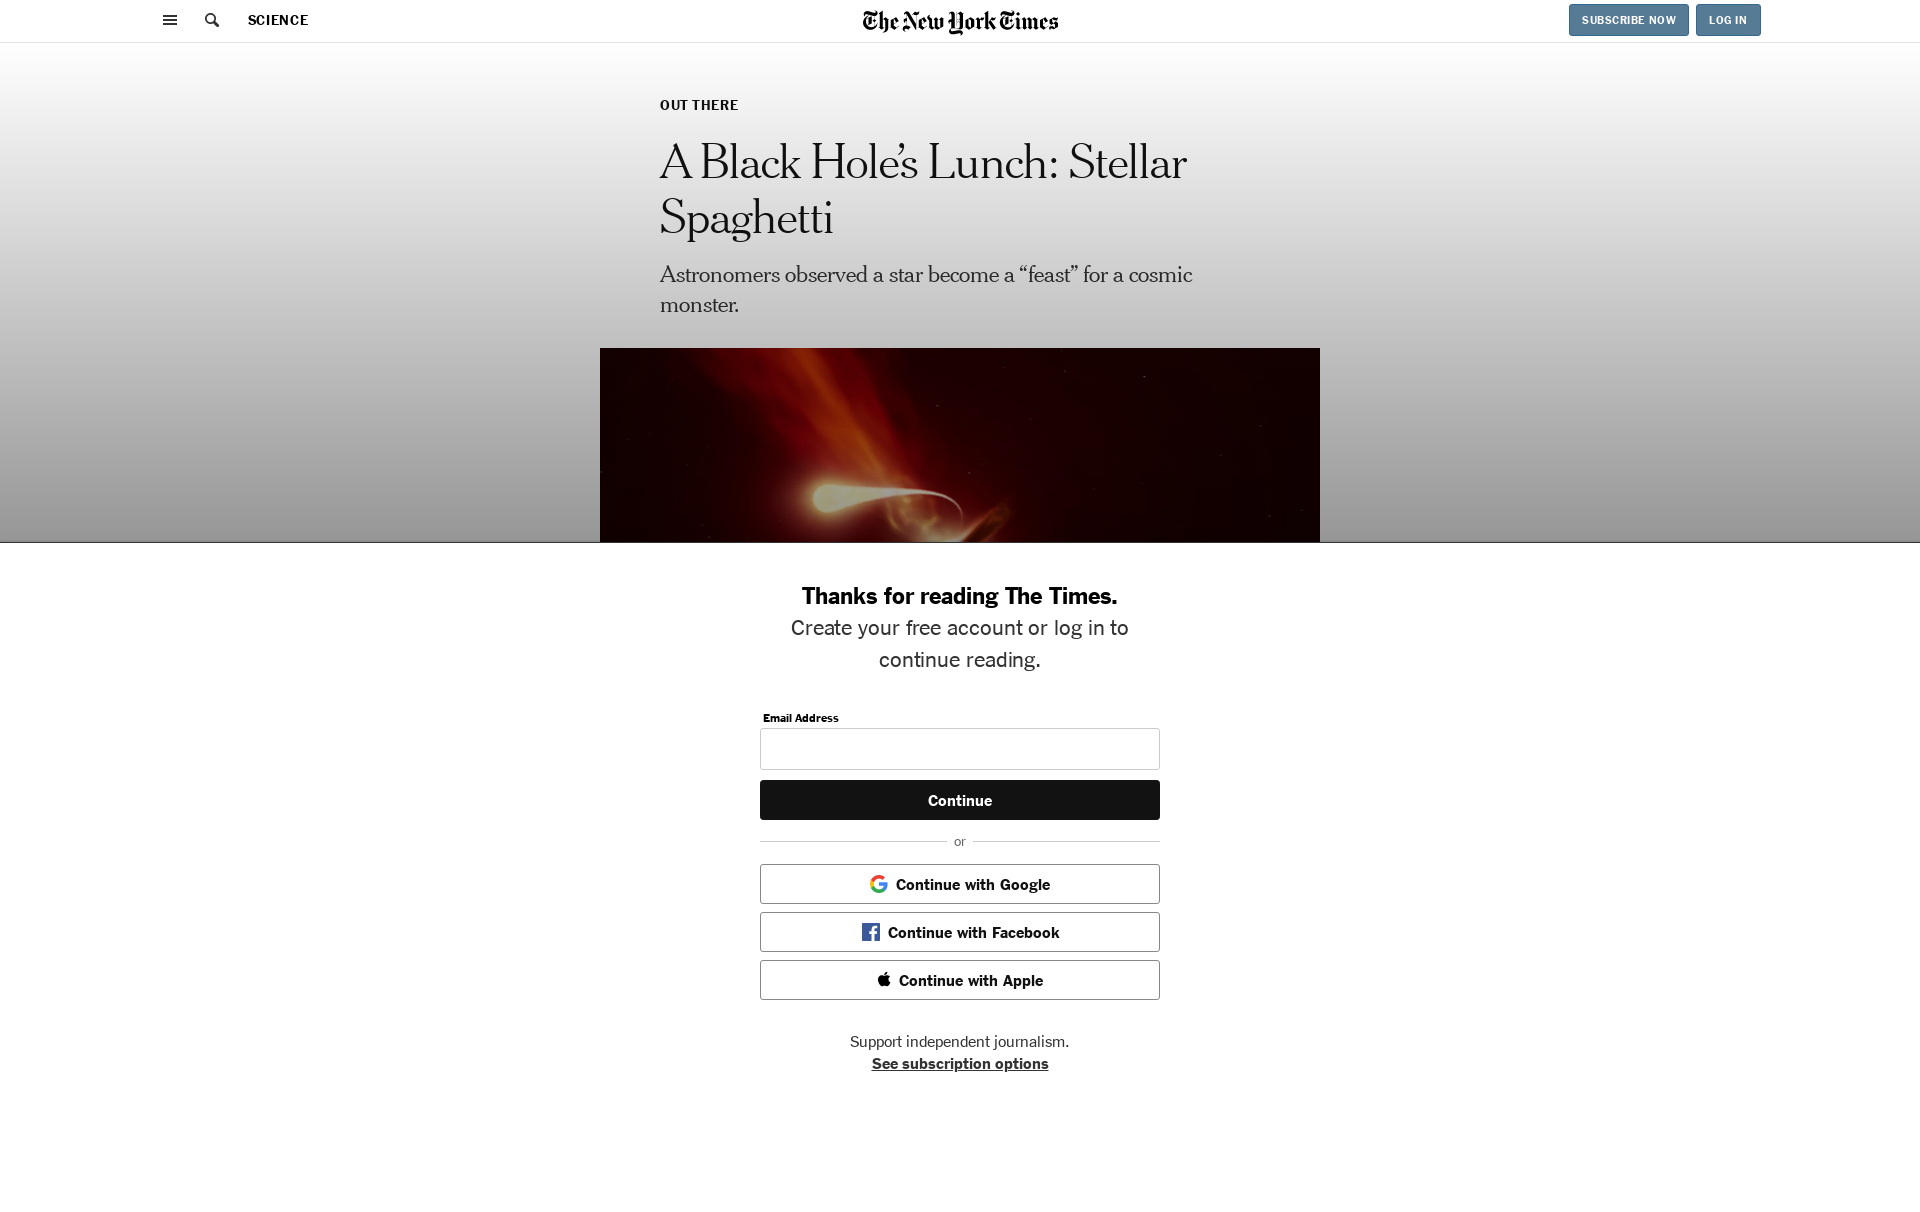 SCIENCE
The New York Times
SUBSCRIBE NOW
LOG IN
OUT THERE
A Black Hole’s Lunch: Stellar
Spaghetti
Astronomers observed a star become a “feast” for a cosmic
monster.
Thanks for reading The Times.
Create your free account or log in to
continue reading.
Email Address
Continue
or
Continue with Google
Continue with Facebook
Continue with Apple
Support independent journalism.
See subscription options